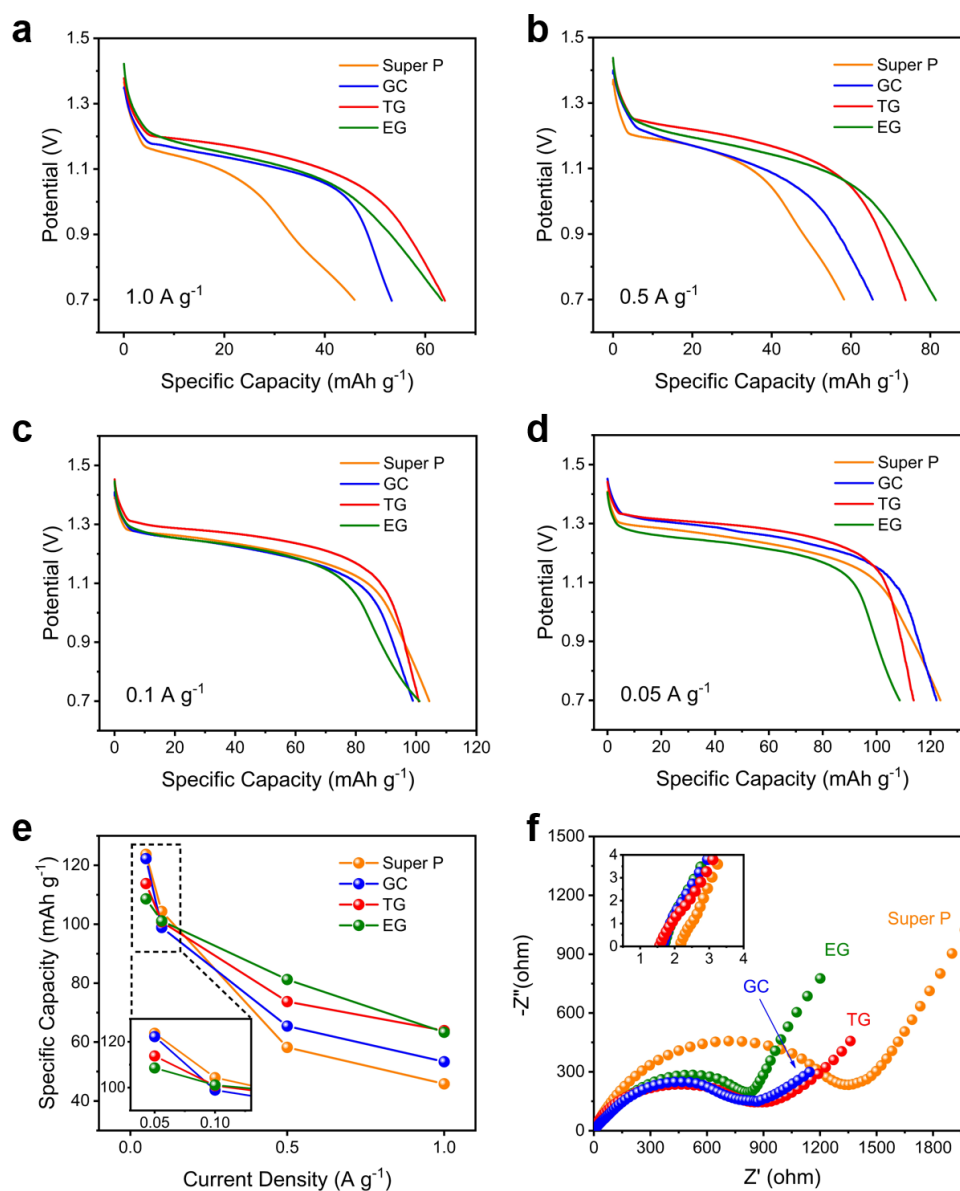 a
1.5
1.3
1.1
0.9
0.7
Potential (V)
Super P
GC
TG
EG
1.0 A g⁻¹
0 20 40 60
Specific Capacity (mAh g⁻¹)
b
1.5
1.3
1.1
0.9
0.7
Potential (V)
Super P
GC
TG
EG
0.5 A g⁻¹
0 20 40 60 80
Specific Capacity (mAh g⁻¹)
c
1.5
1.3
1.1
0.9
0.7
Potential (V)
Super P
GC
TG
EG
0.1 A g⁻¹
0 20 40 60 80 100 120
Specific Capacity (mAh g⁻¹)
d
1.5
1.3
1.1
0.9
0.7
Potential (V)
Super P
GC
TG
EG
0.05 A g⁻¹
0 20 40 60 80 100 120
Specific Capacity (mAh g⁻¹)
e
120
100
80
60
40
Specific Capacity (mAh g⁻¹)
Super P
GC
TG
EG
120
100
0.05 0.10
0.0 0.5 1.0
Current Density (A g⁻¹)
f
1500
1200
900
600
300
0
-Z''(ohm)
4
3
2
1
0
1 2 3 4
Super P
EG
GC
TG
0 300 600 900 1200 1500 1800
Z' (ohm)